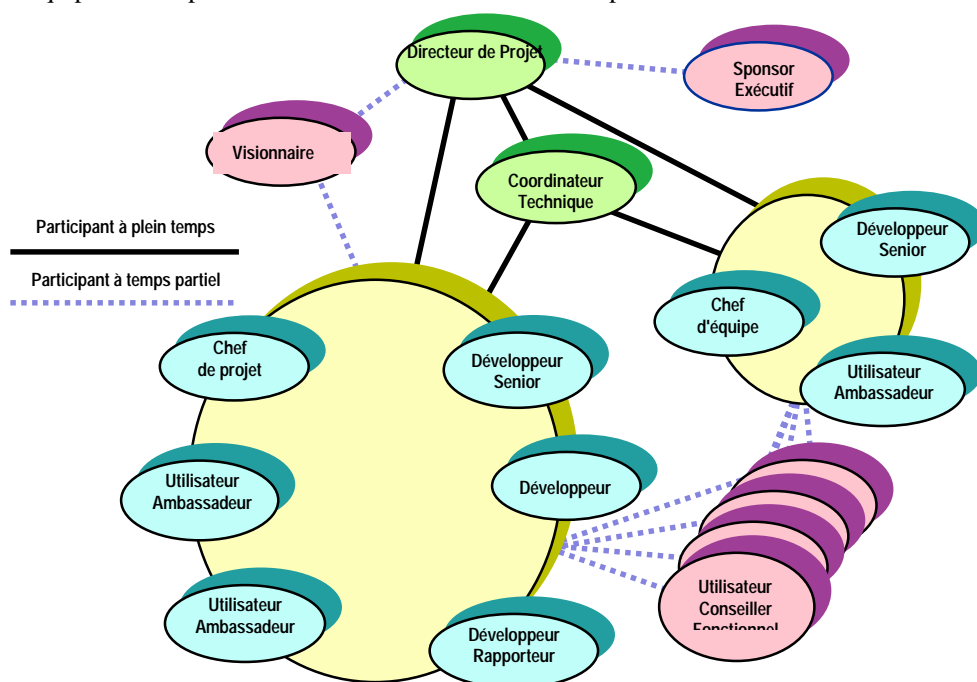 Directeur de Projet
Sponsor
Exécutif
Visionnaire
Coordinateur
Technique
Participant à plein temps
Participant à temps partiel
Développeur
Senior
Chef
d'équipe
Utilisateur
Ambassadeur
Chef
de projet
Développeur
Senior
Utilisateur
Ambassadeur
Développeur
Utilisateur
Ambassadeur
Développeur
Rapporteur
Utilisateur
Conseiller
Fonctionnel